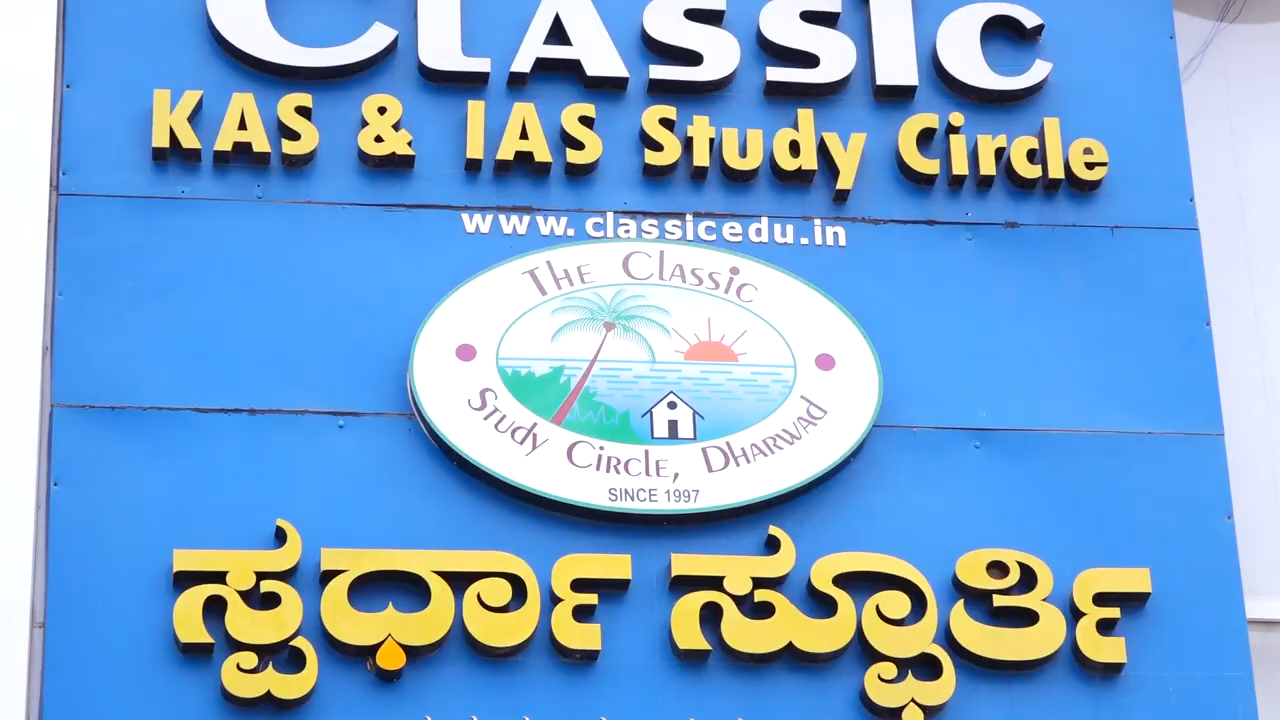 Classic
KAS & IAS Study Circle
www.classicedu.in
The Classic
Study Circle, Dharwad
SINCE 1997
ಸ್ಪರ್ಧಾ ಸ್ಫೂರ್ತಿ